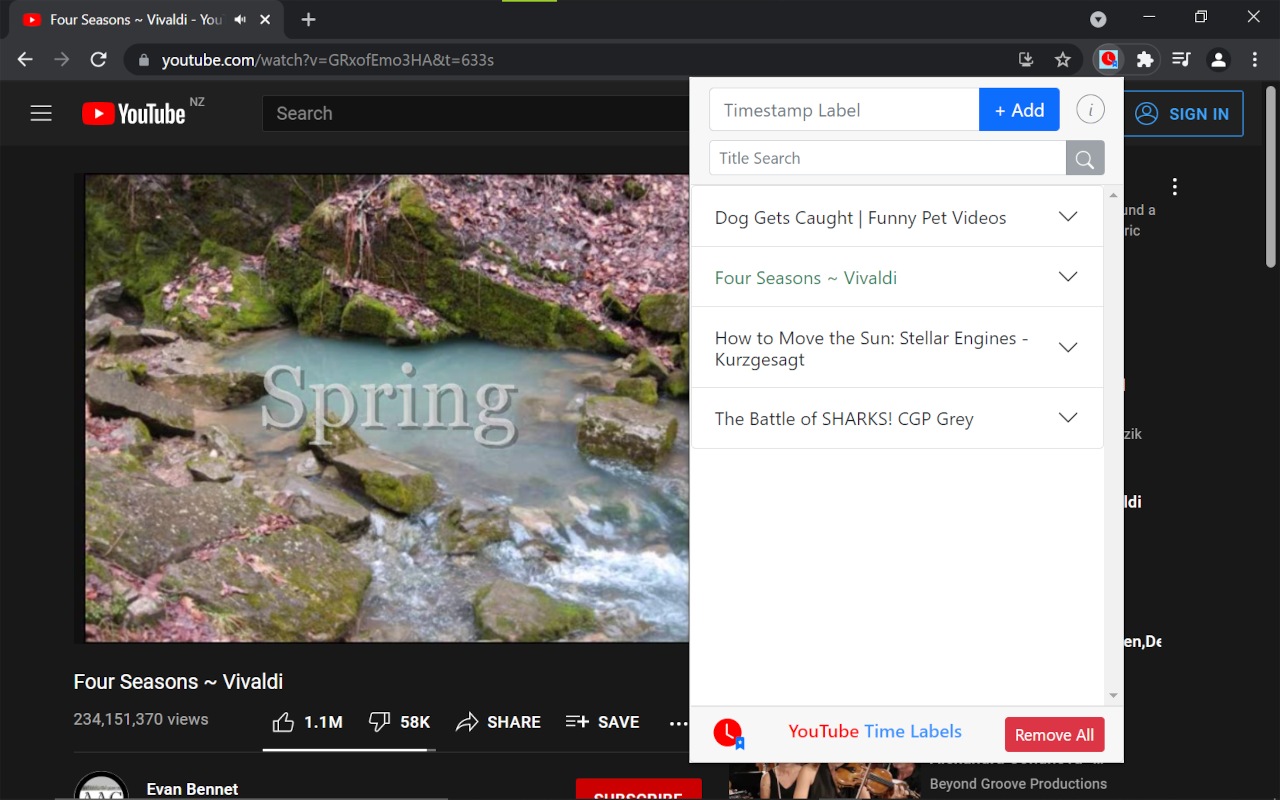 Four Seasons ~ Vivaldi - You
youtube.com/watch?v=GRxofEmo3HA&t=633s
YouTube NZ
Search
SIGN IN
Timestamp Label
+ Add
i
Title Search
Dog Gets Caught | Funny Pet Videos
Four Seasons ~ Vivaldi
How to Move the Sun: Stellar Engines -
Kurzgesagt
The Battle of SHARKS! CGP Grey
YouTube Time Labels
Remove All
und a
ric
zik
ldi
en,De
Spring
Four Seasons ~ Vivaldi
234,151,370 views
1.1M
58K
SHARE
SAVE
Evan Bennet
SUBSCRIBE
Beyond Groove Productions